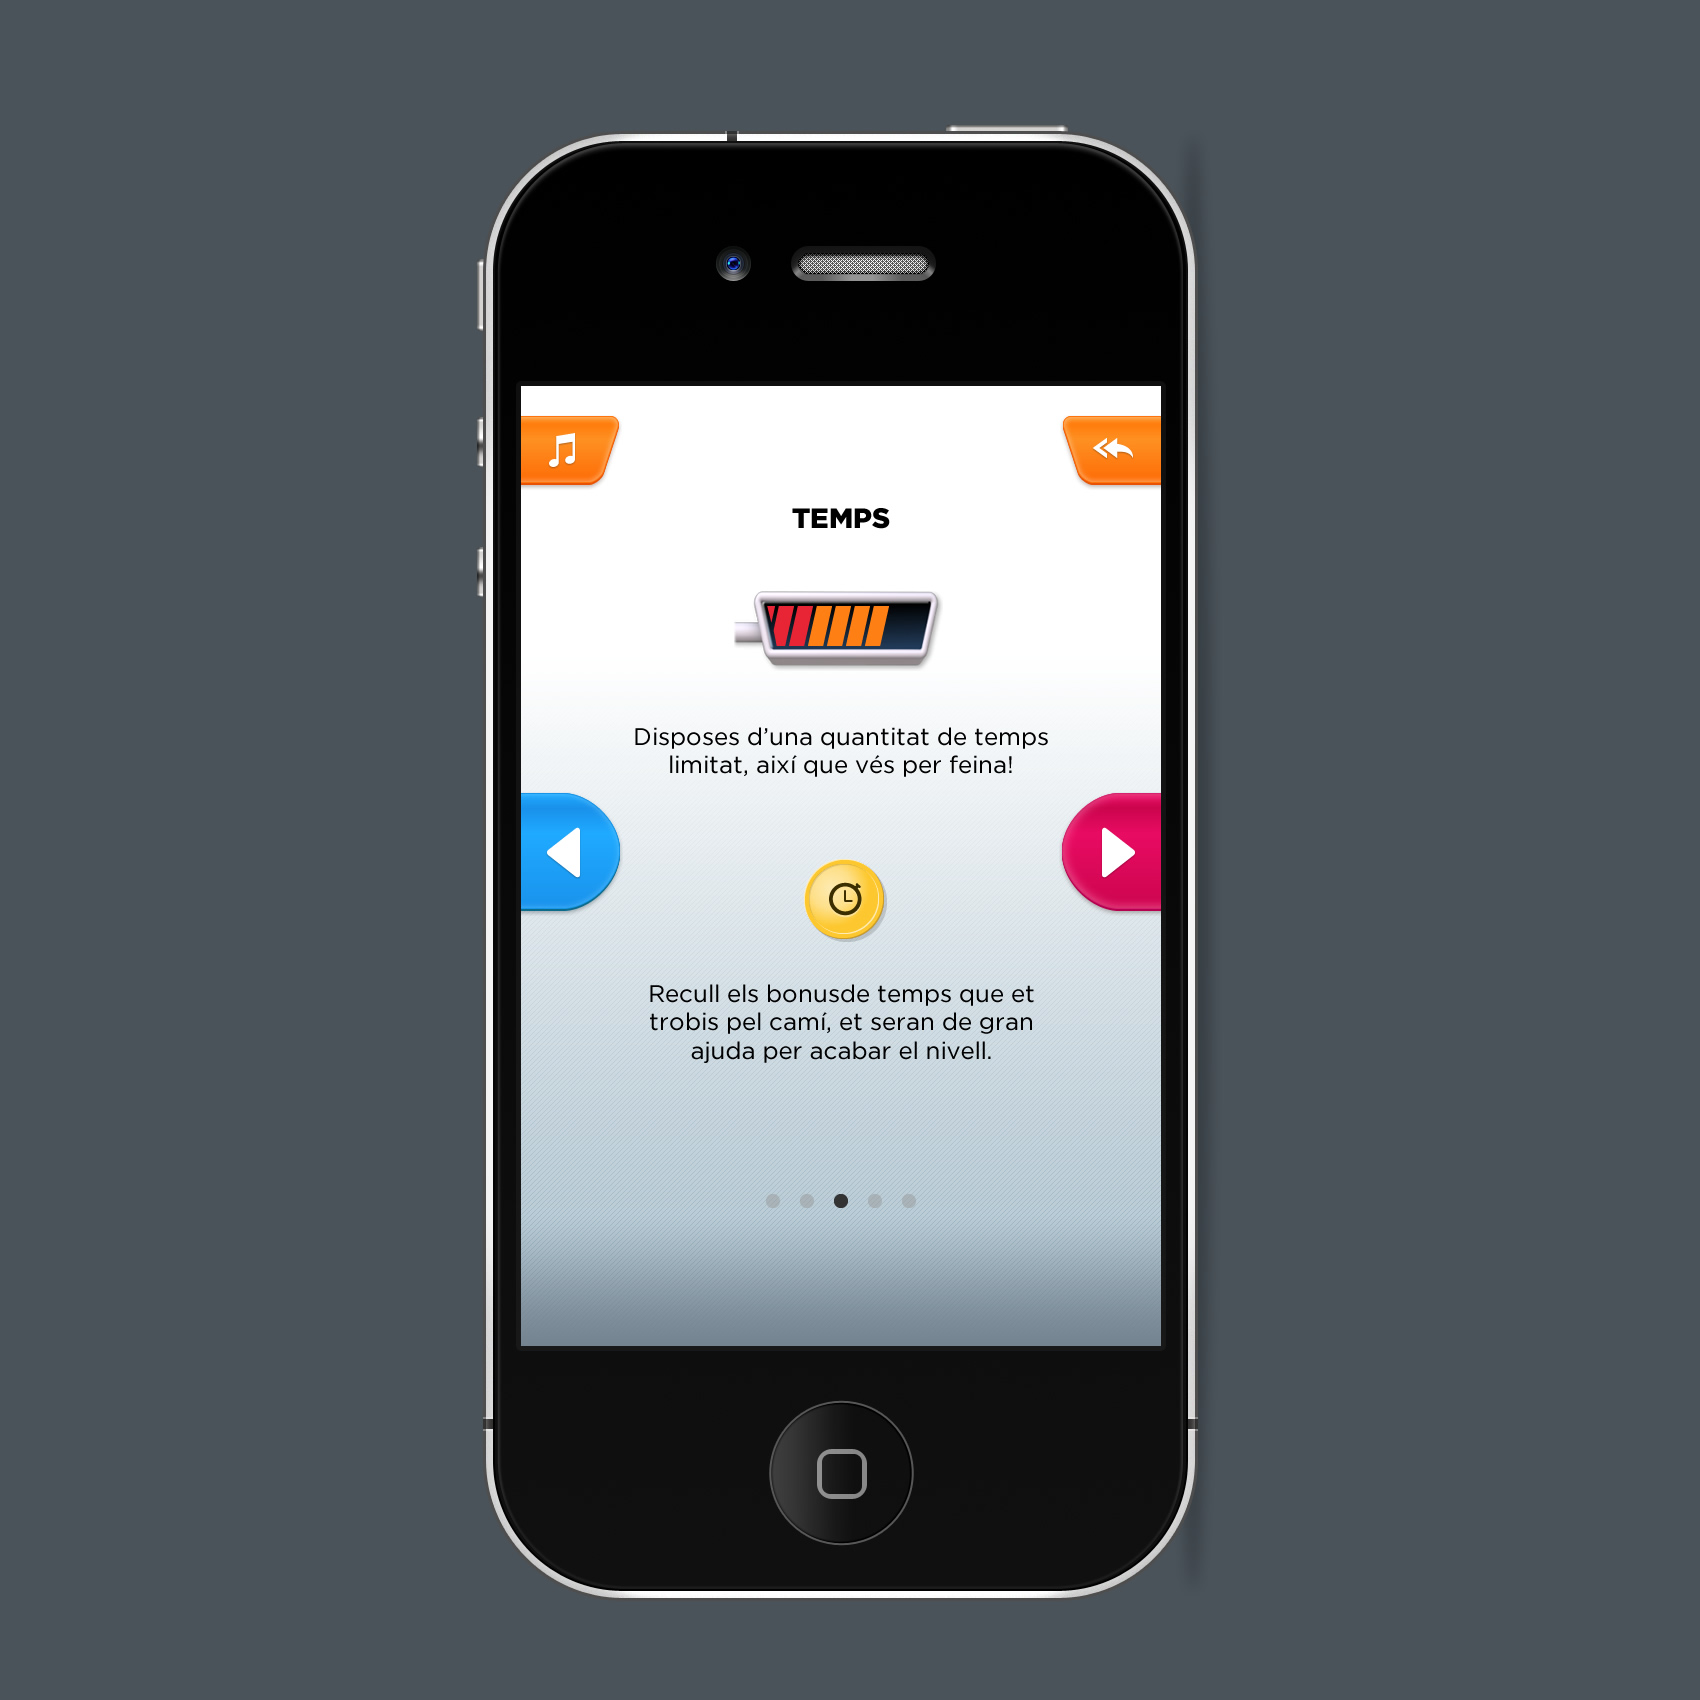 TEMPS
Disposes d’una quantitat de temps
limitat, així que vés per feina!
Recull els bonusde temps que et
trobis pel camí, et seran de gran
ajuda per acabar el nivell.